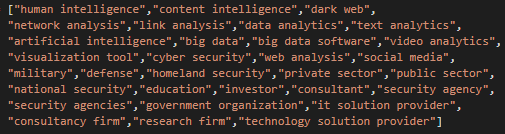 ["human intelligence","content intelligence","dark web",
"network analysis","link analysis","data analytics","text analytics",
"artificial intelligence","big data","big data software","video analytics",
"visualization tool","cyber security","web analysis","social media",
"military","defense","homeland security","private sector","public sector",
"national security","education","investor","consultant","security agency",
"security agencies","government organization","it solution provider",
"consultancy firm","research firm","technology solution provider"]